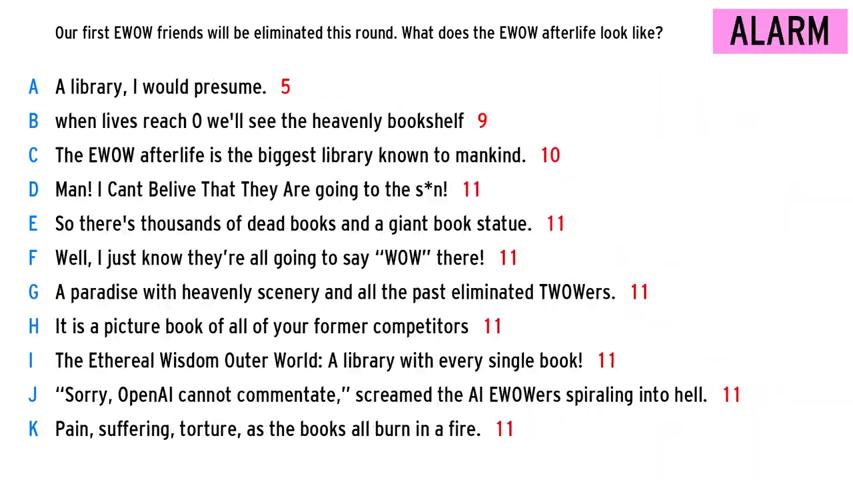 Our first EWOW friends will be eliminated this round. What does the EWOW afterlife look like?
ALARM
A A library, I would presume. 5
B when lives reach 0 we'll see the heavenly bookshelf 9
C The EWOW afterlife is the biggest library known to mankind. 10
D Man! I Cant Belive That They Are going to the s*n! 11
E So there's thousands of dead books and a giant book statue. 11
F Well, I just know they’re all going to say “WOW” there! 11
G A paradise with heavenly scenery and all the past eliminated TWOWers. 11
H It is a picture book of all of your former competitors 11
I The Ethereal Wisdom Outer World: A library with every single book! 11
J “Sorry, OpenAI cannot commentate,” screamed the AI EWOWers spiraling into hell. 11
K Pain, suffering, torture, as the books all burn in a fire. 11